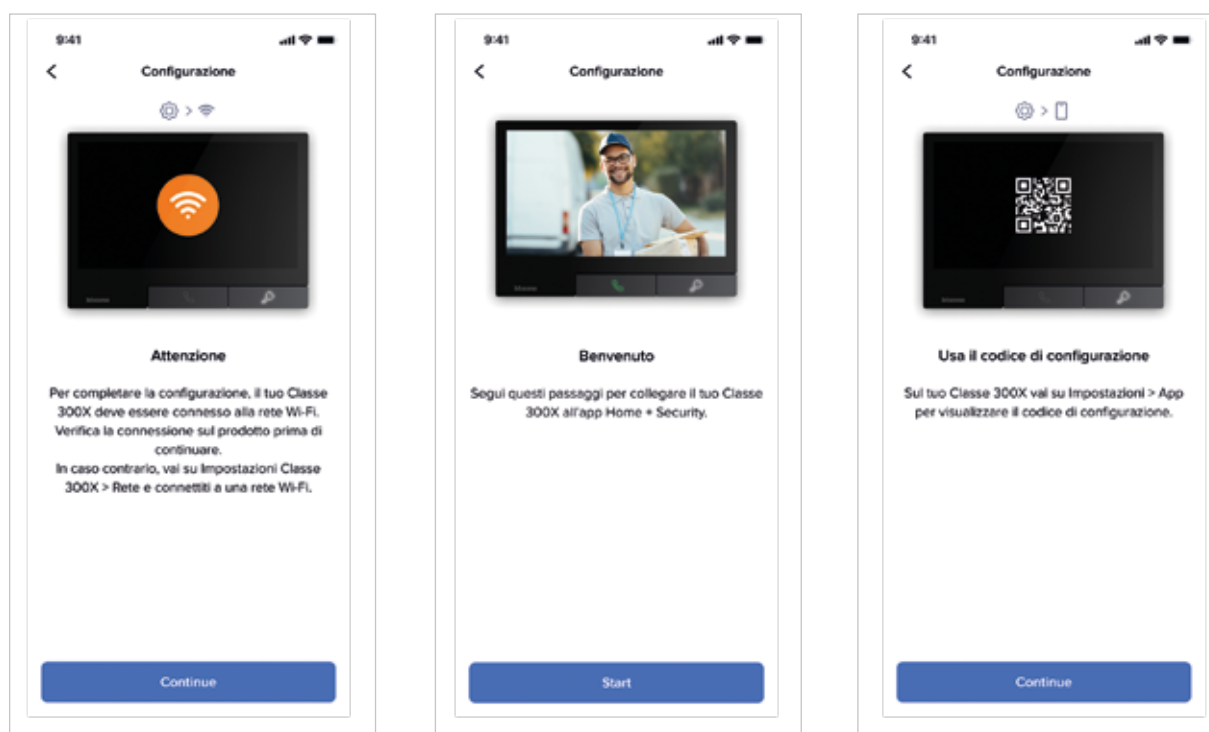 9:41
Configurazione
>
Attenzione
Per completare la configurazione, il tuo Classe
300X deve essere connesso alla rete Wi-Fi.
Verifica la connessione sul prodotto prima di
continuare.
In caso contrario, vai su Impostazioni Classe
300X > Rete e connettiti a una rete Wi-Fi.
Continue
9:41
Configurazione
Benvenuto
Segui questi passaggi per collegare il tuo Classe
300X all'app Home + Security.
Start
9:41
Configurazione
>
Usa il codice di configurazione
Sul tuo Classe 300X vai su Impostazioni > App
per visualizzare il codice di configurazione.
Continue